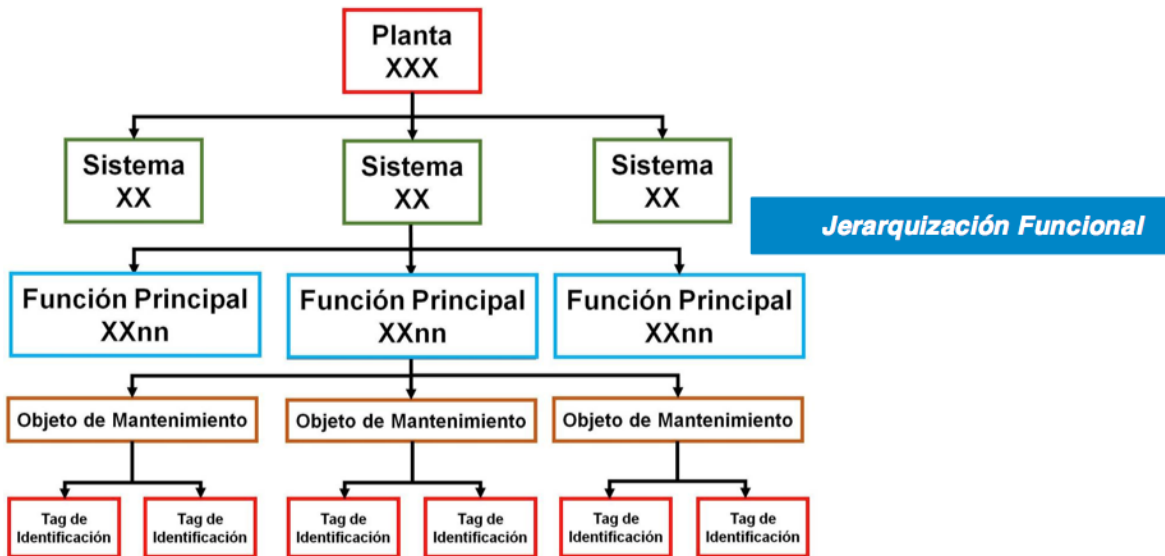 Planta
XXX
Sistema
XX
Sistema
XX
Sistema
XX
Jerarquización Funcional
Función Principal
XXnn
Función Principal
XXnn
Función Principal
XXnn
Objeto de Mantenimiento
Objeto de Mantenimiento
Objeto de Mantenimiento
Tag de
Identificación
Tag de
Identificación
Tag de
Identificación
Tag de
Identificación
Tag de
Identificación
Tag de
Identificación